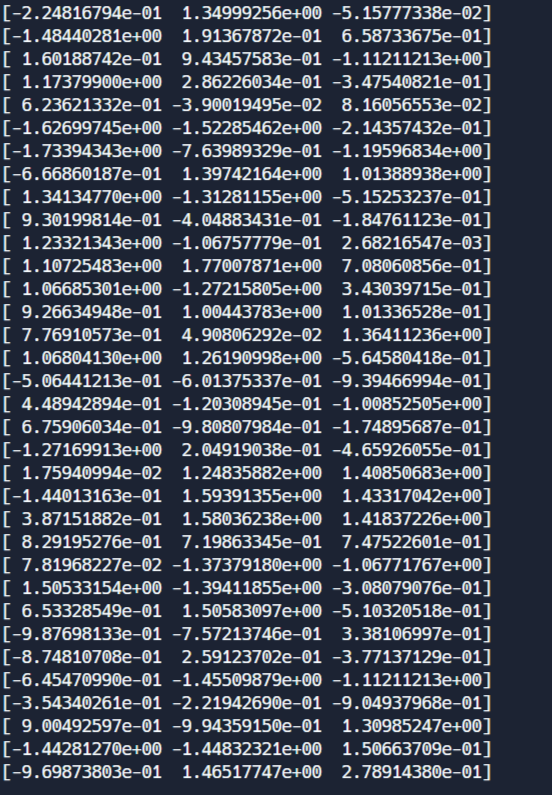 [-2.24816794e-01  1.34999256e+00 -5.15777338e-02]
[-1.48440281e+00  1.91367872e-01  6.58733675e-01]
[ 1.60188742e-01  9.43457583e-01 -1.11211213e+00]
[ 1.17379900e+00  2.86226034e-01 -3.47540821e-01]
[ 6.23621332e-01 -3.90019495e-02  8.16056553e-02]
[-1.62699745e+00 -1.52285462e+00 -2.14357432e-01]
[-1.73394343e+00 -7.63989329e-01 -1.19596834e+00]
[-6.66860187e-01  1.39742164e+00  1.01388938e+00]
[ 1.34134770e+00 -1.31281155e+00 -5.15253237e-01]
[ 9.30199814e-01 -4.04883431e-01 -1.84761123e-01]
[ 1.23321343e+00 -1.06757779e-01  2.68216547e-03]
[ 1.10725483e+00  1.77007871e+00  7.08060856e-01]
[ 1.06685301e+00 -1.27215805e+00  3.43039715e-01]
[ 9.26634948e-01  1.00443783e+00  1.01336528e-01]
[ 7.76910573e-01  4.90806292e-02  1.36411236e+00]
[ 1.06804130e+00  1.26190998e+00 -5.64580418e-01]
[-5.06441213e-01 -6.01375337e-01 -9.39466994e-01]
[ 4.48942894e-01 -1.20308945e-01 -1.00852505e+00]
[ 6.75906034e-01 -9.80807984e-01 -1.74895687e-01]
[-1.27169913e+00  2.04919038e-01 -4.65926055e-01]
[ 1.75940994e-02  1.24835882e+00  1.40850683e+00]
[-1.44013163e-01  1.59391355e+00  1.43317042e+00]
[ 3.87151882e-01  1.58036238e+00  1.41837226e+00]
[ 8.29195276e-01  7.19863345e-01  7.47522601e-01]
[ 7.81968227e-02 -1.37379180e+00 -1.06771767e+00]
[ 1.50533154e+00 -1.39411855e+00 -3.08079076e-01]
[ 6.53328549e-01  1.50583097e+00 -5.10320518e-01]
[-9.87698133e-01 -7.57213746e-01  3.38106997e-01]
[-8.74810708e-01  2.59123702e-01 -3.77137129e-01]
[-6.45470990e-01 -1.45509879e+00 -1.11211213e+00]
[-3.54340261e-01 -2.21942690e-01 -9.04937968e-01]
[ 9.00492597e-01 -9.94359150e-01  1.30985247e+00]
[-1.44281270e+00 -1.44832321e+00  1.50663709e-01]
[-9.69873803e-01  1.46517747e+00  2.78914380e-01]